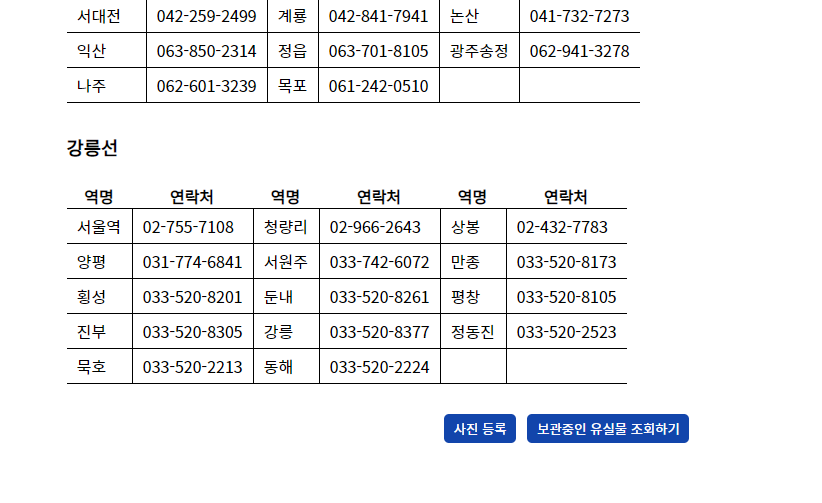 서대전 042-259-2499 계룡 042-841-7941 논산 041-732-7273
익산 063-850-2314 정읍 063-701-8105 광주송정 062-941-3278
나주 062-601-3239 목포 061-242-0510
강릉선
역명 연락처 역명 연락처 역명 연락처
서울역 02-755-7108 청량리 02-966-2643 상봉 02-432-7783
양평 031-774-6841 서원주 033-742-6072 만종 033-520-8173
횡성 033-520-8201 둔내 033-520-8261 평창 033-520-8105
진부 033-520-8305 강릉 033-520-8377 정동진 033-520-2523
묵호 033-520-2213 동해 033-520-2224
사진 등록 보관중인 유실물 조회하기